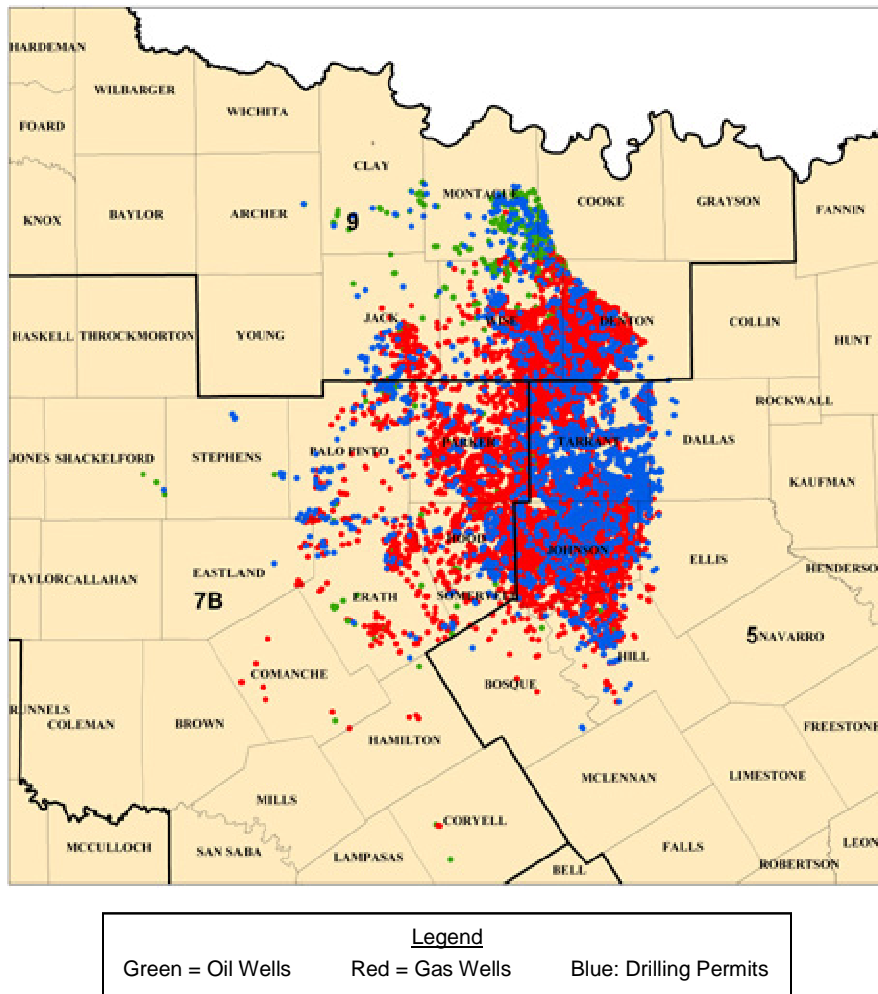 HARDEMAN
WILBARGER
WICHITA
FOARD
CLAY
MONTAGUE
COOKE
GRAYSON
FANNIN
KNOX
BAYLOR
ARCHER
9
JACK
WISE
DENTON
COLLIN
HUNT
HASKELL
THROCKMORTON
YOUNG
ROCKWALL
JONES
SHACKELFORD
STEPHENS
PALO PINTO
PARKER
TARRANT
DALLAS
KAUFMAN
HOOD
JOHNSON
ELLIS
HENDERSO
TAYLOR
CALLAHAN
EASTLAND
7B
ERATH
SOMERVELL
5
NAVARRO
HILL
COMANCHE
BOSQUE
RUNNELS
COLEMAN
BROWN
HAMILTON
FREESTONE
MCLENNAN
LIMESTONE
MILLS
CORYELL
MCCULLOCH
SAN SABA
LAMPASAS
FALLS
LEON
BELL
ROBERTSON
Legend
Green = Oil Wells Red = Gas Wells Blue: Drilling Permits